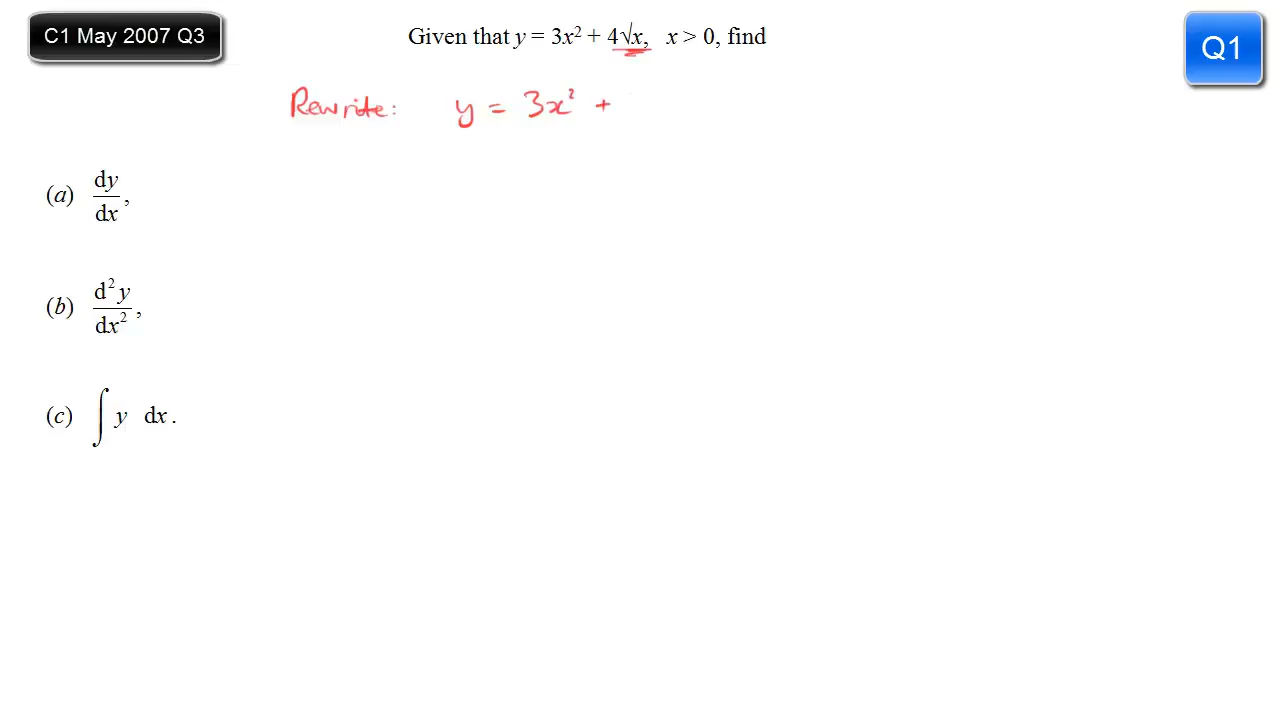 C1 May 2007 Q3
Given that y = 3x² + 4√x, x > 0, find
Q1
Rewrite: y = 3x² +
(a) dy/dx,
(b) d²y/dx²,
(c) ∫ y dx.